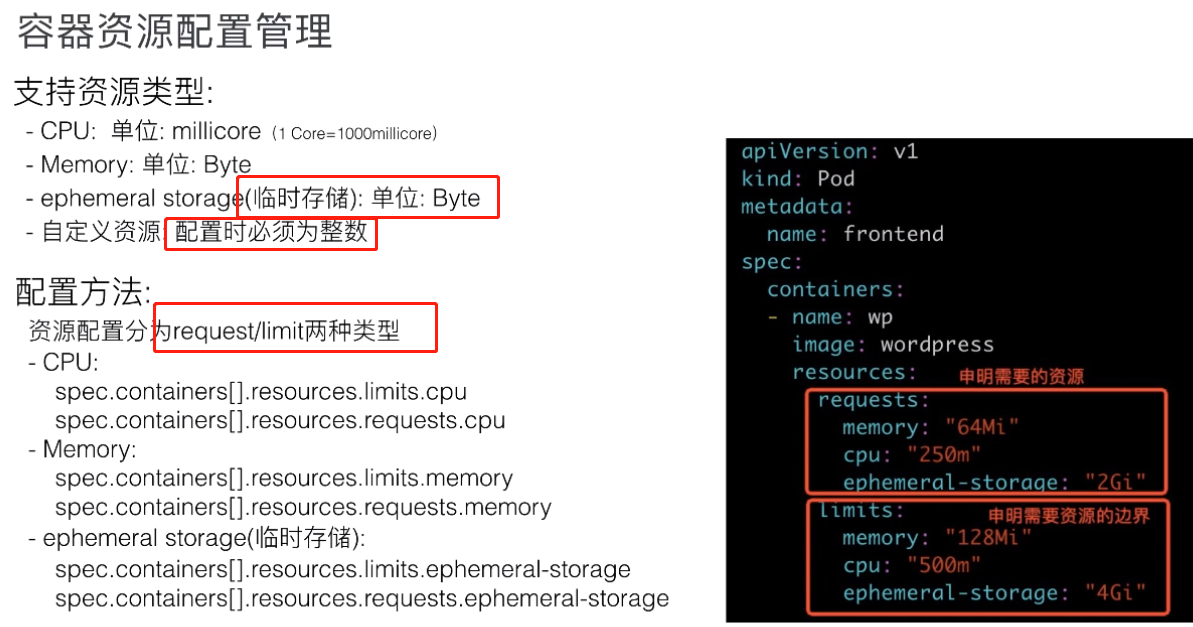 容器资源配置管理
支持资源类型:
- CPU: 单位: millicore (1 Core=1000millicore)
- Memory: 单位: Byte
- ephemeral storage(临时存储): 单位: Byte
- 自定义资源: 配置时必须为整数
配置方法:
资源配置分为request/limit两种类型
- CPU:
spec.containers[].resources.limits.cpu
spec.containers[].resources.requests.cpu
- Memory:
spec.containers[].resources.limits.memory
spec.containers[].resources.requests.memory
- ephemeral storage(临时存储):
spec.containers[].resources.limits.ephemeral-storage
spec.containers[].resources.requests.ephemeral-storage
apiVersion: v1
kind: Pod
metadata:
name: frontend
spec:
containers:
- name: wp
image: wordpress
resources: 申明需要的资源
requests:
memory: "64Mi"
cpu: "250m"
ephemeral-storage: "2Gi"
limits: 申明需要资源的边界
memory: "128Mi"
cpu: "500m"
ephemeral-storage: "4Gi"